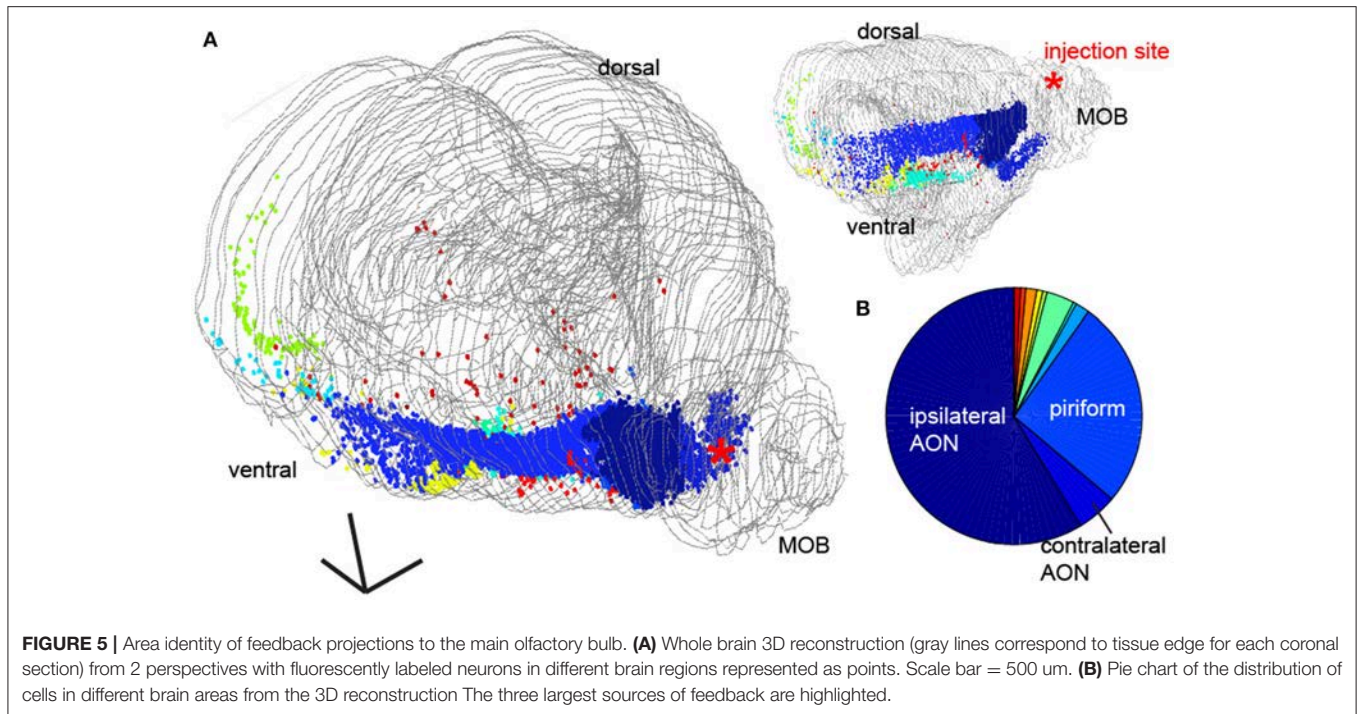 A
dorsal
ventral
MOB
dorsal
injection site
*
MOB
ventral
*
B
ipsilateral
AON
piriform
contralateral
AON
FIGURE 5 | Area identity of feedback projections to the main olfactory bulb. (A) Whole brain 3D reconstruction (gray lines correspond to tissue edge for each coronal
section) from 2 perspectives with fluorescently labeled neurons in different brain regions represented as points. Scale bar = 500 um. (B) Pie chart of the distribution of
cells in different brain areas from the 3D reconstruction The three largest sources of feedback are highlighted.